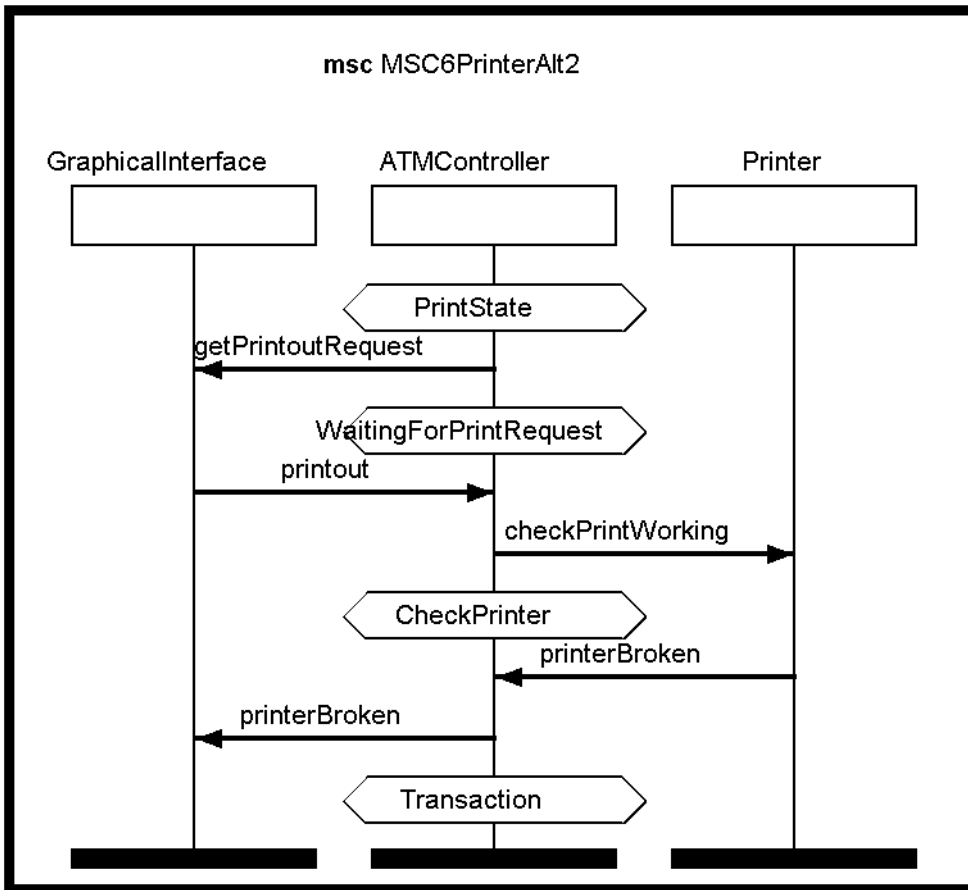 msc MSC6PrinterAlt2
GraphicalInterface ATMController Printer
PrintState
getPrintoutRequest
WaitingForPrintRequest
printout
checkPrintWorking
CheckPrinter
printerBroken
printerBroken
Transaction